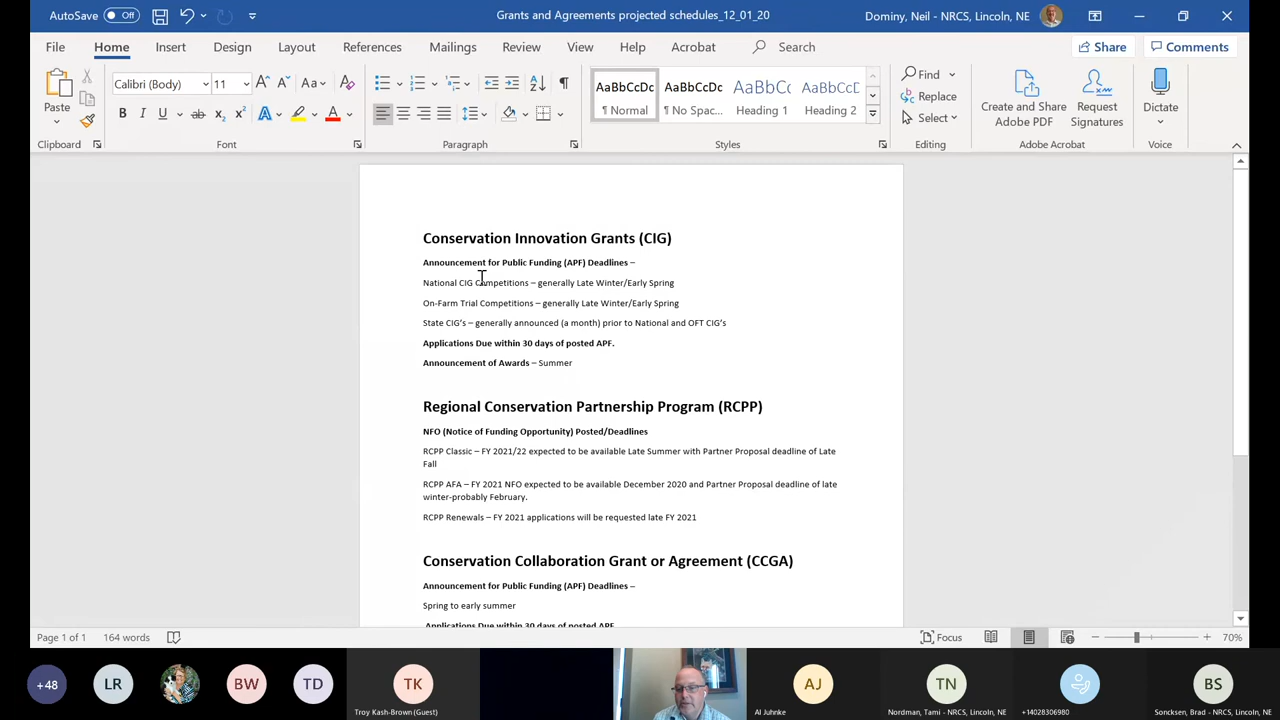 AutoSave Off
Grants and Agreements projected schedules_12_01_20
Dominy, Neil - NRCS, Lincoln, NE
File Home Insert Design Layout References Mailings Review View Help Acrobat Search
Share Comments
Calibri (Body) 11
Paste
AaBbCcDc AaBbCcDc AaBbCcDc AaBbCcDc
¶ Normal ¶ No Spac... Heading 1 Heading 2
Find
Replace
Select
Create and Share
Adobe PDF
Request
Signatures
Dictate
Clipboard Font Paragraph Styles Editing Adobe Acrobat Voice
Conservation Innovation Grants (CIG)
Announcement for Public Funding (APF) Deadlines –
National CIG Competitions – generally Late Winter/Early Spring
On-Farm Trial Competitions – generally Late Winter/Early Spring
State CIG's – generally announced (a month) prior to National and OFT CIG's
Applications Due within 30 days of posted APF.
Announcement of Awards – Summer
Regional Conservation Partnership Program (RCPP)
NFO (Notice of Funding Opportunity) Posted/Deadlines
RCPP Classic – FY 2021/22 expected to be available Late Summer with Partner Proposal deadline of Late
Fall
RCPP AFA – FY 2021 NFO expected to be available December 2020 and Partner Proposal deadline of late
winter-probably February.
RCPP Renewals – FY 2021 applications will be requested late FY 2021
Conservation Collaboration Grant or Agreement (CCGA)
Announcement for Public Funding (APF) Deadlines –
Spring to early summer
Applications Due within 30 days of posted APF
Page 1 of 1 164 words
Focus
70%
+48 LR BW TD TK AJ TN BS
Troy Kash-Brown (Guest)
Al Juhnke
Nordman, Tami - NRCS, Lincoln, NE
+14028306980
Soncksen, Brad - NRCS, Lincoln, NE